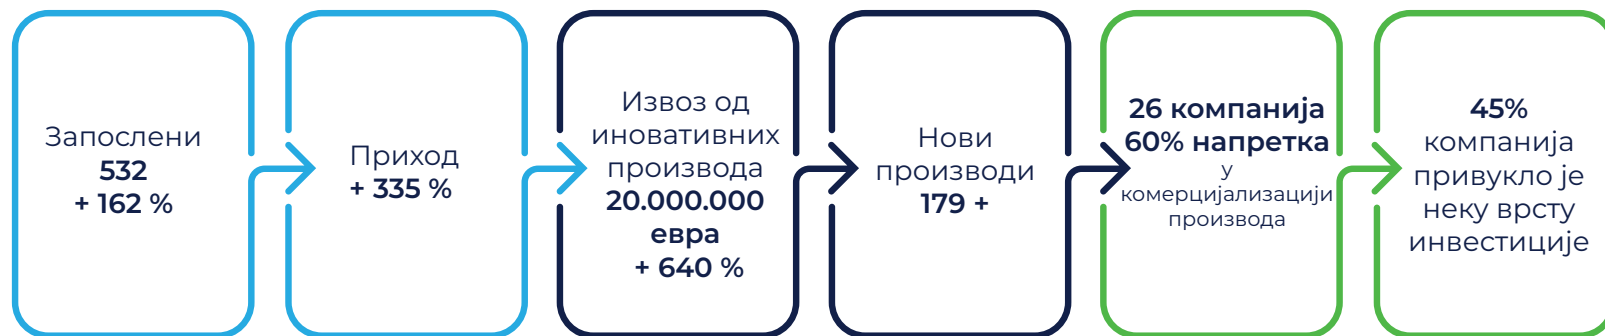 Запослени
532
+ 162 %
Приход
+ 335 %
Извоз од
иновативних
производа
20.000.000
евра
+ 640 %
Нови
производи
179 +
26 компанија
60% напретка
у
комерцијализацији
производа
45%
компанија
привукло је
неку врсту
инвестиције